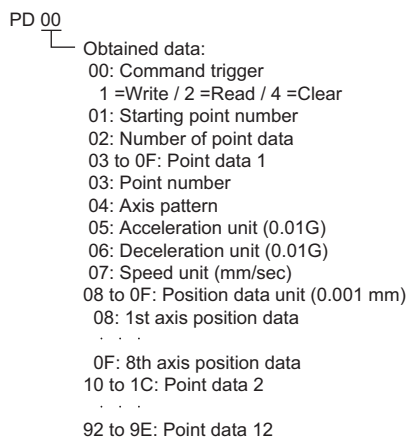 PD 00
Obtained data:
00: Command trigger
1 =Write / 2 =Read / 4 =Clear
01: Starting point number
02: Number of point data
03 to 0F: Point data 1
03: Point number
04: Axis pattern
05: Acceleration unit (0.01G)
06: Deceleration unit (0.01G)
07: Speed unit (mm/sec)
08 to 0F: Position data unit (0.001 mm)
08: 1st axis position data
. . .
0F: 8th axis position data
10 to 1C: Point data 2
. . .
92 to 9E: Point data 12